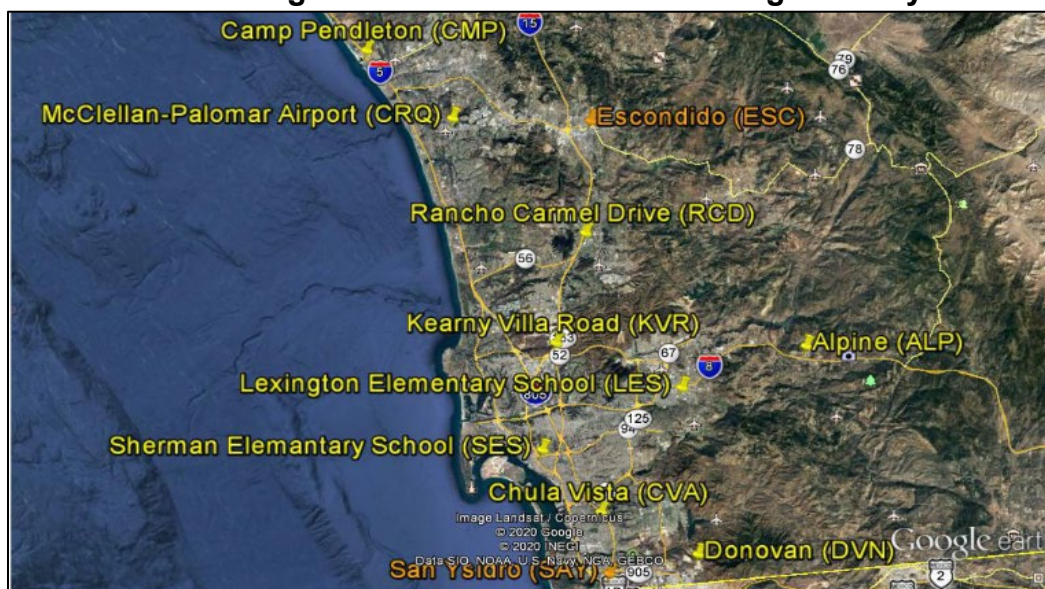 Camp Pendleton (CMP)
15
5
79
76
McClellan-Palomar Airport (CRQ)
Escondido (ESC)
78
Rancho Carmel Drive (RCD)
56
Kearny Villa Road (KVR)
52
67
Alpine (ALP)
8
Lexington Elementary School (LES)
805
125
94
Sherman Elemantary School (SES)
Chula Vista (CVA)
Image Landsat / Copernicus
© 2020 Google
© 2020 INEGI
Data SIO, NOAA, U.S. Navy, NGA, GEBCO
Donovan (DVN)
Google eart
San Ysidro (SAY)
905
2